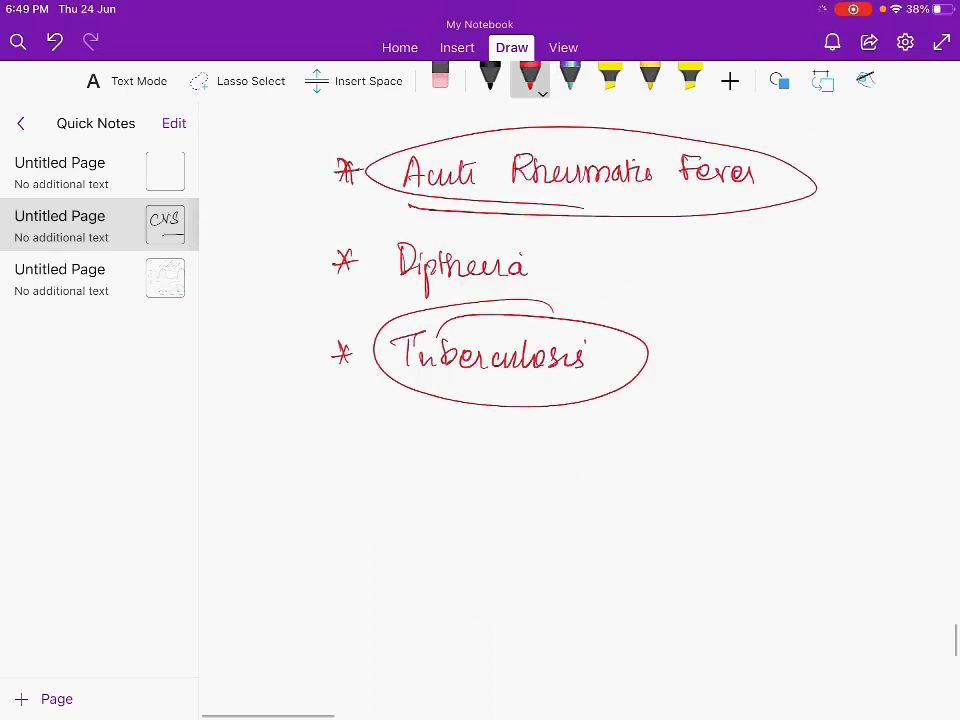 6:49 PM Thu 24 Jun
38%
My Notebook
Home Insert Draw View
A Text Mode Lasso Select Insert Space
Quick Notes Edit
Untitled Page
No additional text
Untitled Page
No additional text
CNS
Untitled Page
No additional text
+ Page
* Acute Rheumatic Fever
* Diptheria
* Tuberculosis